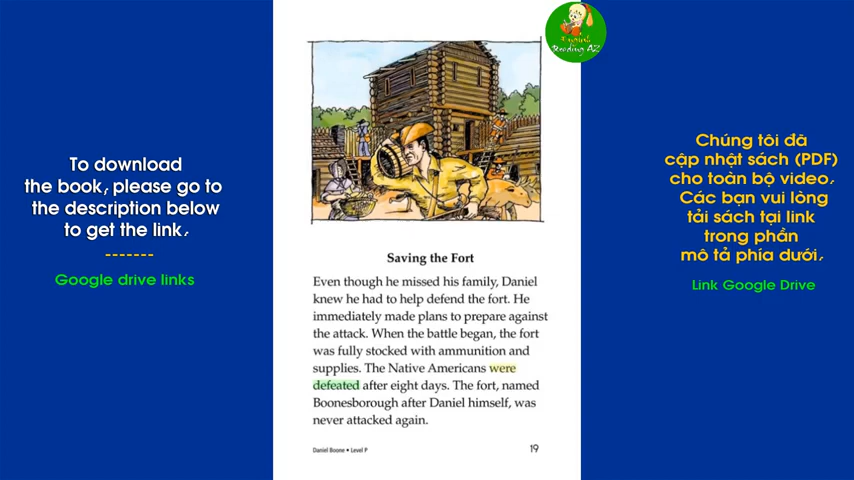 To download
the book, please go to
the description below
to get the link,
-------
Google drive links
Reading AZ
Saving the Fort
Even though he missed his family, Daniel
knew he had to help defend the fort. He
immediately made plans to prepare against
the attack. When the battle began, the fort
was fully stocked with ammunition and
supplies. The Native Americans were
defeated after eight days. The fort, named
Boonesborough after Daniel himself, was
never attacked again.
Daniel Boone • Level P
19
Chúng tôi đã
cập nhật sách (PDF)
cho toàn bộ video,
Các bạn vui lòng
tải sách tại link
trong phần
mô tả phía dưới,
Link Google Drive